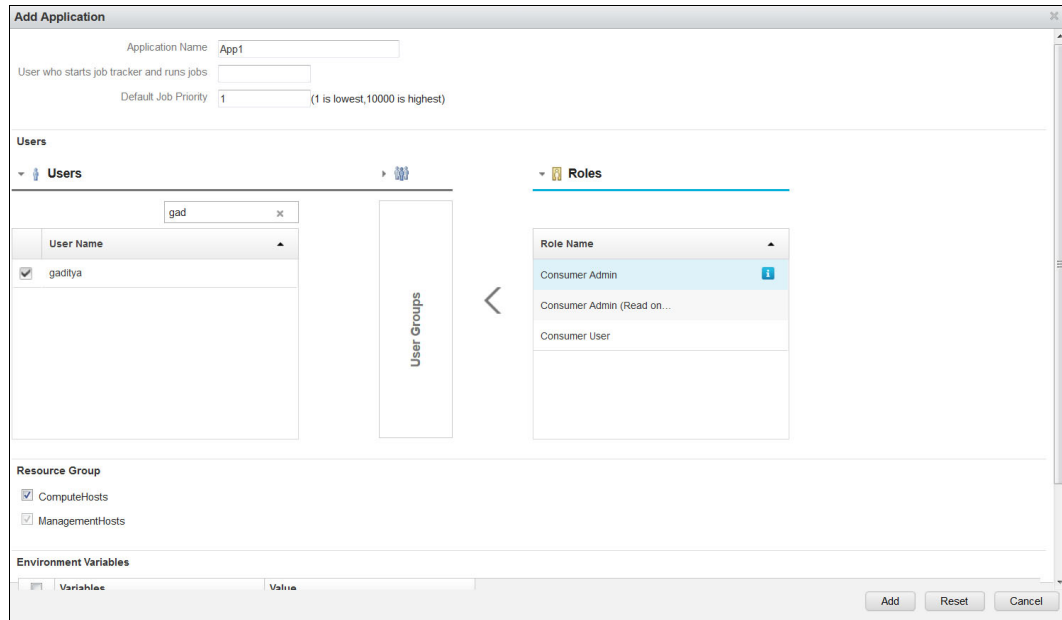 Add Application
Application Name App1
User who starts job tracker and runs jobs
Default Job Priority 1 (1 is lowest,10000 is highest)
Users
Users
Roles
gad
User Name
Role Name
gaditya
Consumer Admin
Consumer Admin (Read on...
Consumer User
User Groups
Resource Group
ComputeHosts
ManagementHosts
Environment Variables
Variables Value
Add Reset Cancel